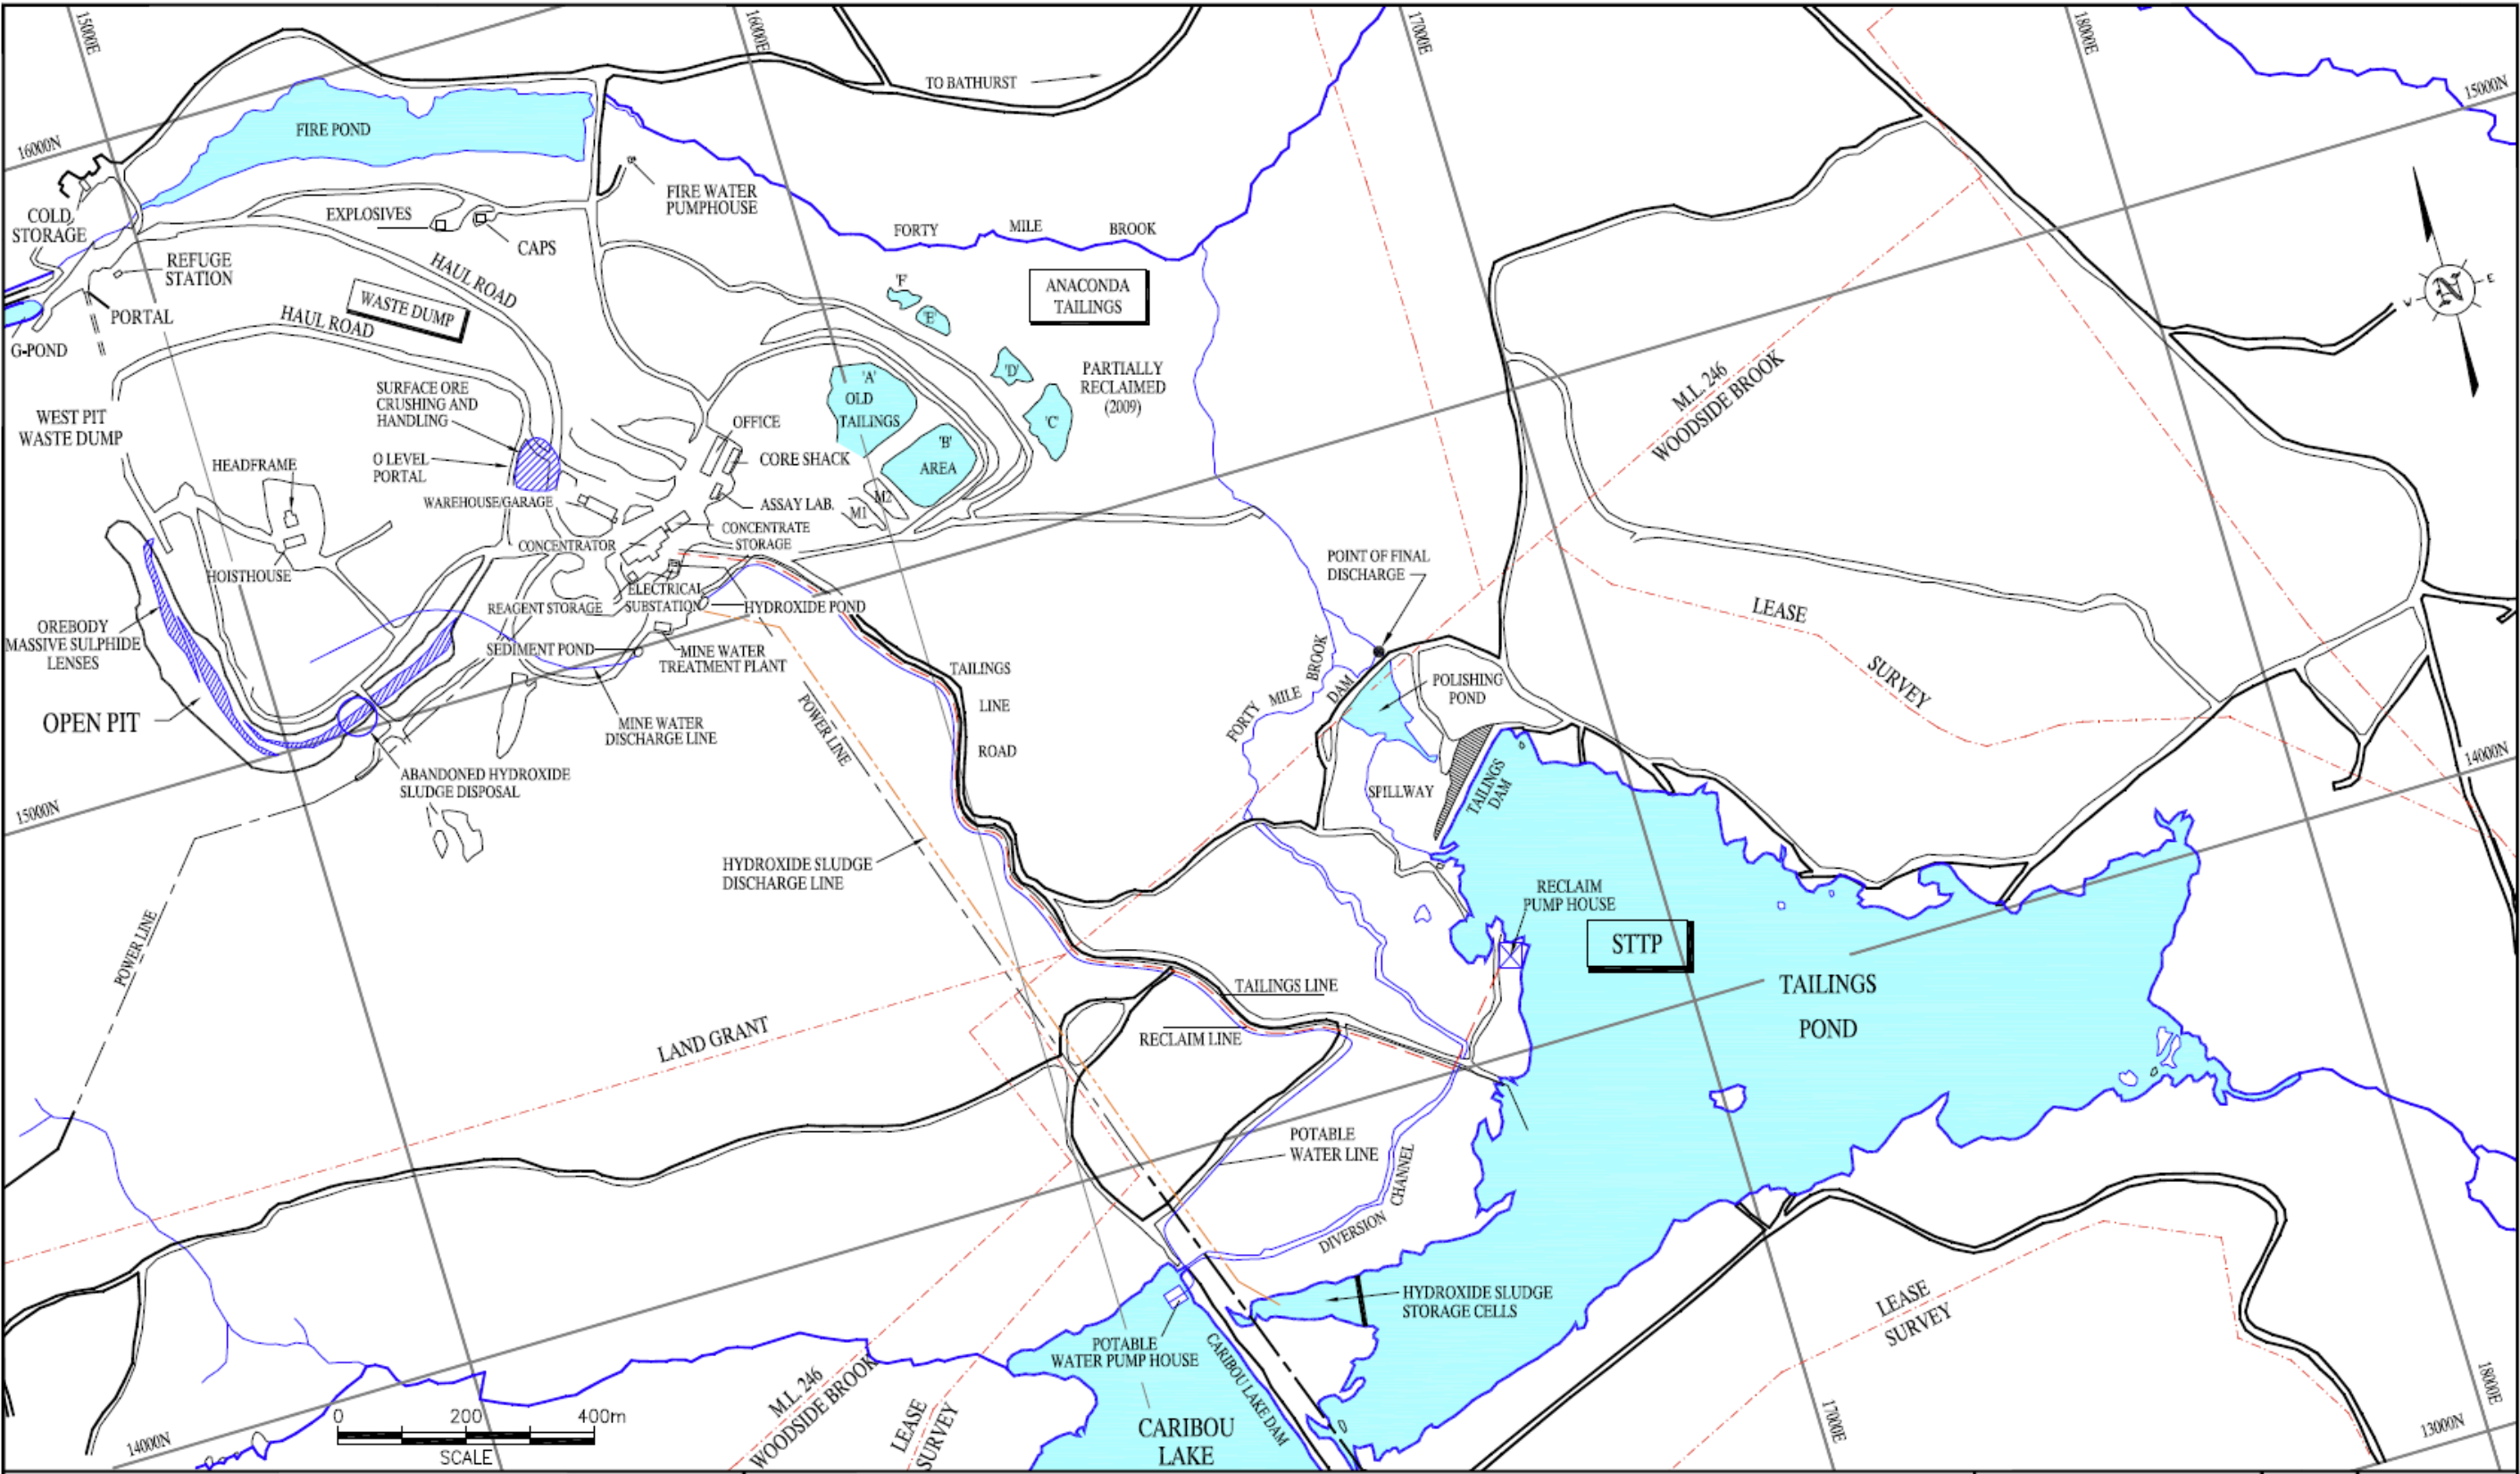 15000E
16000E
17000E
18000E
15000N
TO BATHURST
FIRE POND
16000N
FIRE WATER
PUMPHOUSE
COLD
STORAGE
EXPLOSIVES
CAPS
FORTY MILE BROOK
REFUGE
STATION
HAUL ROAD
WASTE DUMP
HAUL ROAD
PORTAL
G-POND
'F'
'E'
ANACONDA
TAILINGS
'D'
'C'
PARTIALLY
RECLAIMED
(2009)
W
N
E
M.L. 246
WOODSIDE BROOK
SURFACE ORE
CRUSHING AND
HANDLING
'A'
OLD
TAILINGS
'B'
AREA
WEST PIT
WASTE DUMP
OFFICE
CORE SHACK
HEADFRAME
O LEVEL
PORTAL
WAREHOUSE/GARAGE
ASSAY LAB.
M2
M1
CONCENTRATE
STORAGE
CONCENTRATOR
HOISTHOUSE
ELECTRICAL
SUBSTATION
REAGENT STORAGE
HYDROXIDE POND
POINT OF FINAL
DISCHARGE
LEASE
SURVEY
OREBODY
MASSIVE SULPHIDE
LENSES
SEDIMENT POND
MINE WATER
TREATMENT PLANT
TAILINGS
LINE
ROAD
FORTY MILE BROOK
DAM
POLISHING
POND
OPEN PIT
MINE WATER
DISCHARGE LINE
POWER LINE
ABANDONED HYDROXIDE
SLUDGE DISPOSAL
SPILLWAY
TAILINGS
DAM
14000N
15000N
HYDROXIDE SLUDGE
DISCHARGE LINE
RECLAIM
PUMP HOUSE
STTP
POWER LINE
TAILINGS
POND
TAILINGS LINE
RECLAIM LINE
LAND GRANT
POTABLE
WATER LINE
DIVERSION CHANNEL
HYDROXIDE SLUDGE
STORAGE CELLS
LEASE
SURVEY
POTABLE
WATER PUMP HOUSE
CARIBOU LAKE DAM
M.L. 246
WOODSIDE BROOK
LEASE
SURVEY
CARIBOU
LAKE
0 200 400m
SCALE
14000N
17000E
18000E
13000N